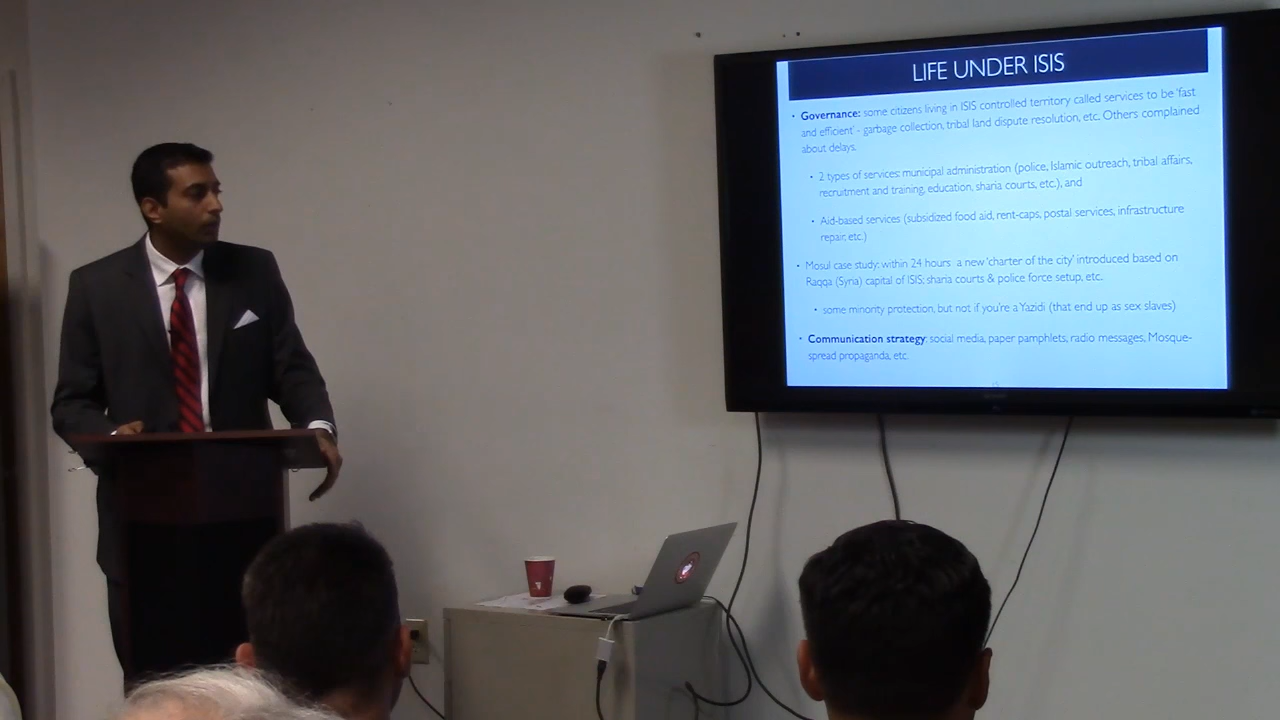 LIFE UNDER ISIS
• Governance: some citizens living in ISIS controlled territory called services to be 'fast
and efficient' - garbage collection, tribal land dispute resolution, etc. Others complained
about delays.
• 2 types of services: municipal administration (police, Islamic outreach, tribal affairs,
recruitment and training, education, sharia courts, etc.), and
• Aid-based services (subsidized food aid, rent-caps, postal services, infrastructure
repair, etc.)
• Mosul case study: within 24 hours a new 'charter of the city' introduced based on
Raqqa (Syria) capital of ISIS; sharia courts & police force setup, etc.
• some minority protection, but not if you're a Yazidi (that end up as sex slaves)
• Communication strategy: social media, paper pamphlets, radio messages, Mosque-
spread propaganda, etc.